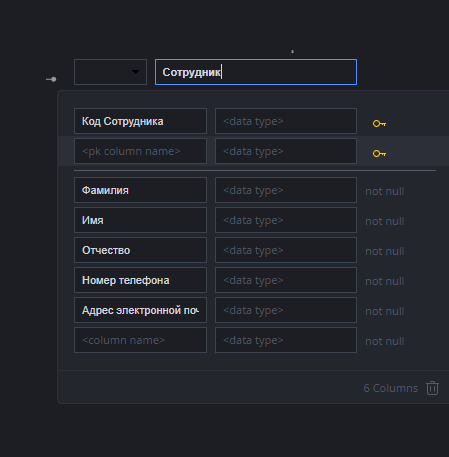 Сотрудник
Код Сотрудника <data type>
<pk column name> <data type>
Фамилия <data type> not null
Имя <data type> not null
Отчество <data type> not null
Номер телефона <data type> not null
Адрес электронной поч <data type> not null
<column name> <data type> not null
6 Columns